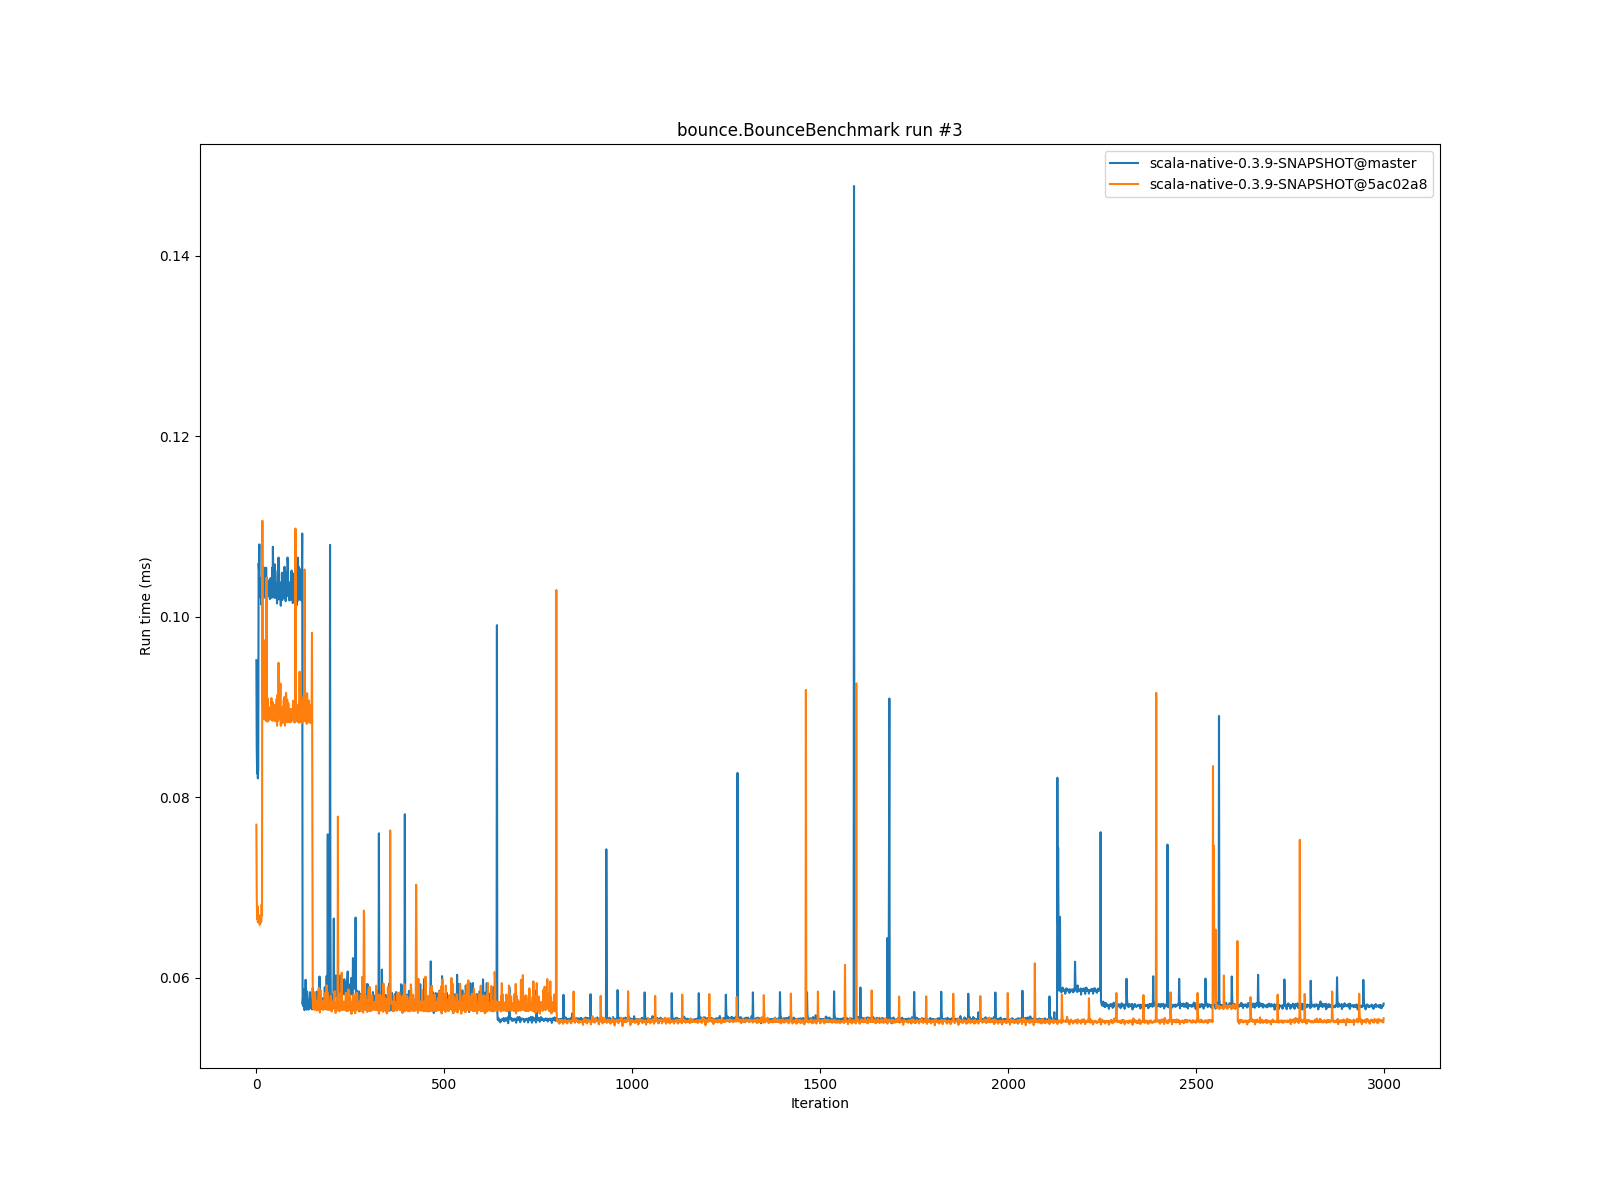 bounce.BounceBenchmark run #3
scala-native-0.3.9-SNAPSHOT@master
scala-native-0.3.9-SNAPSHOT@5ac02a8
0.14
0.12
0.10
0.08
0.06
Run time (ms)
0
500
1000
1500
2000
2500
3000
Iteration